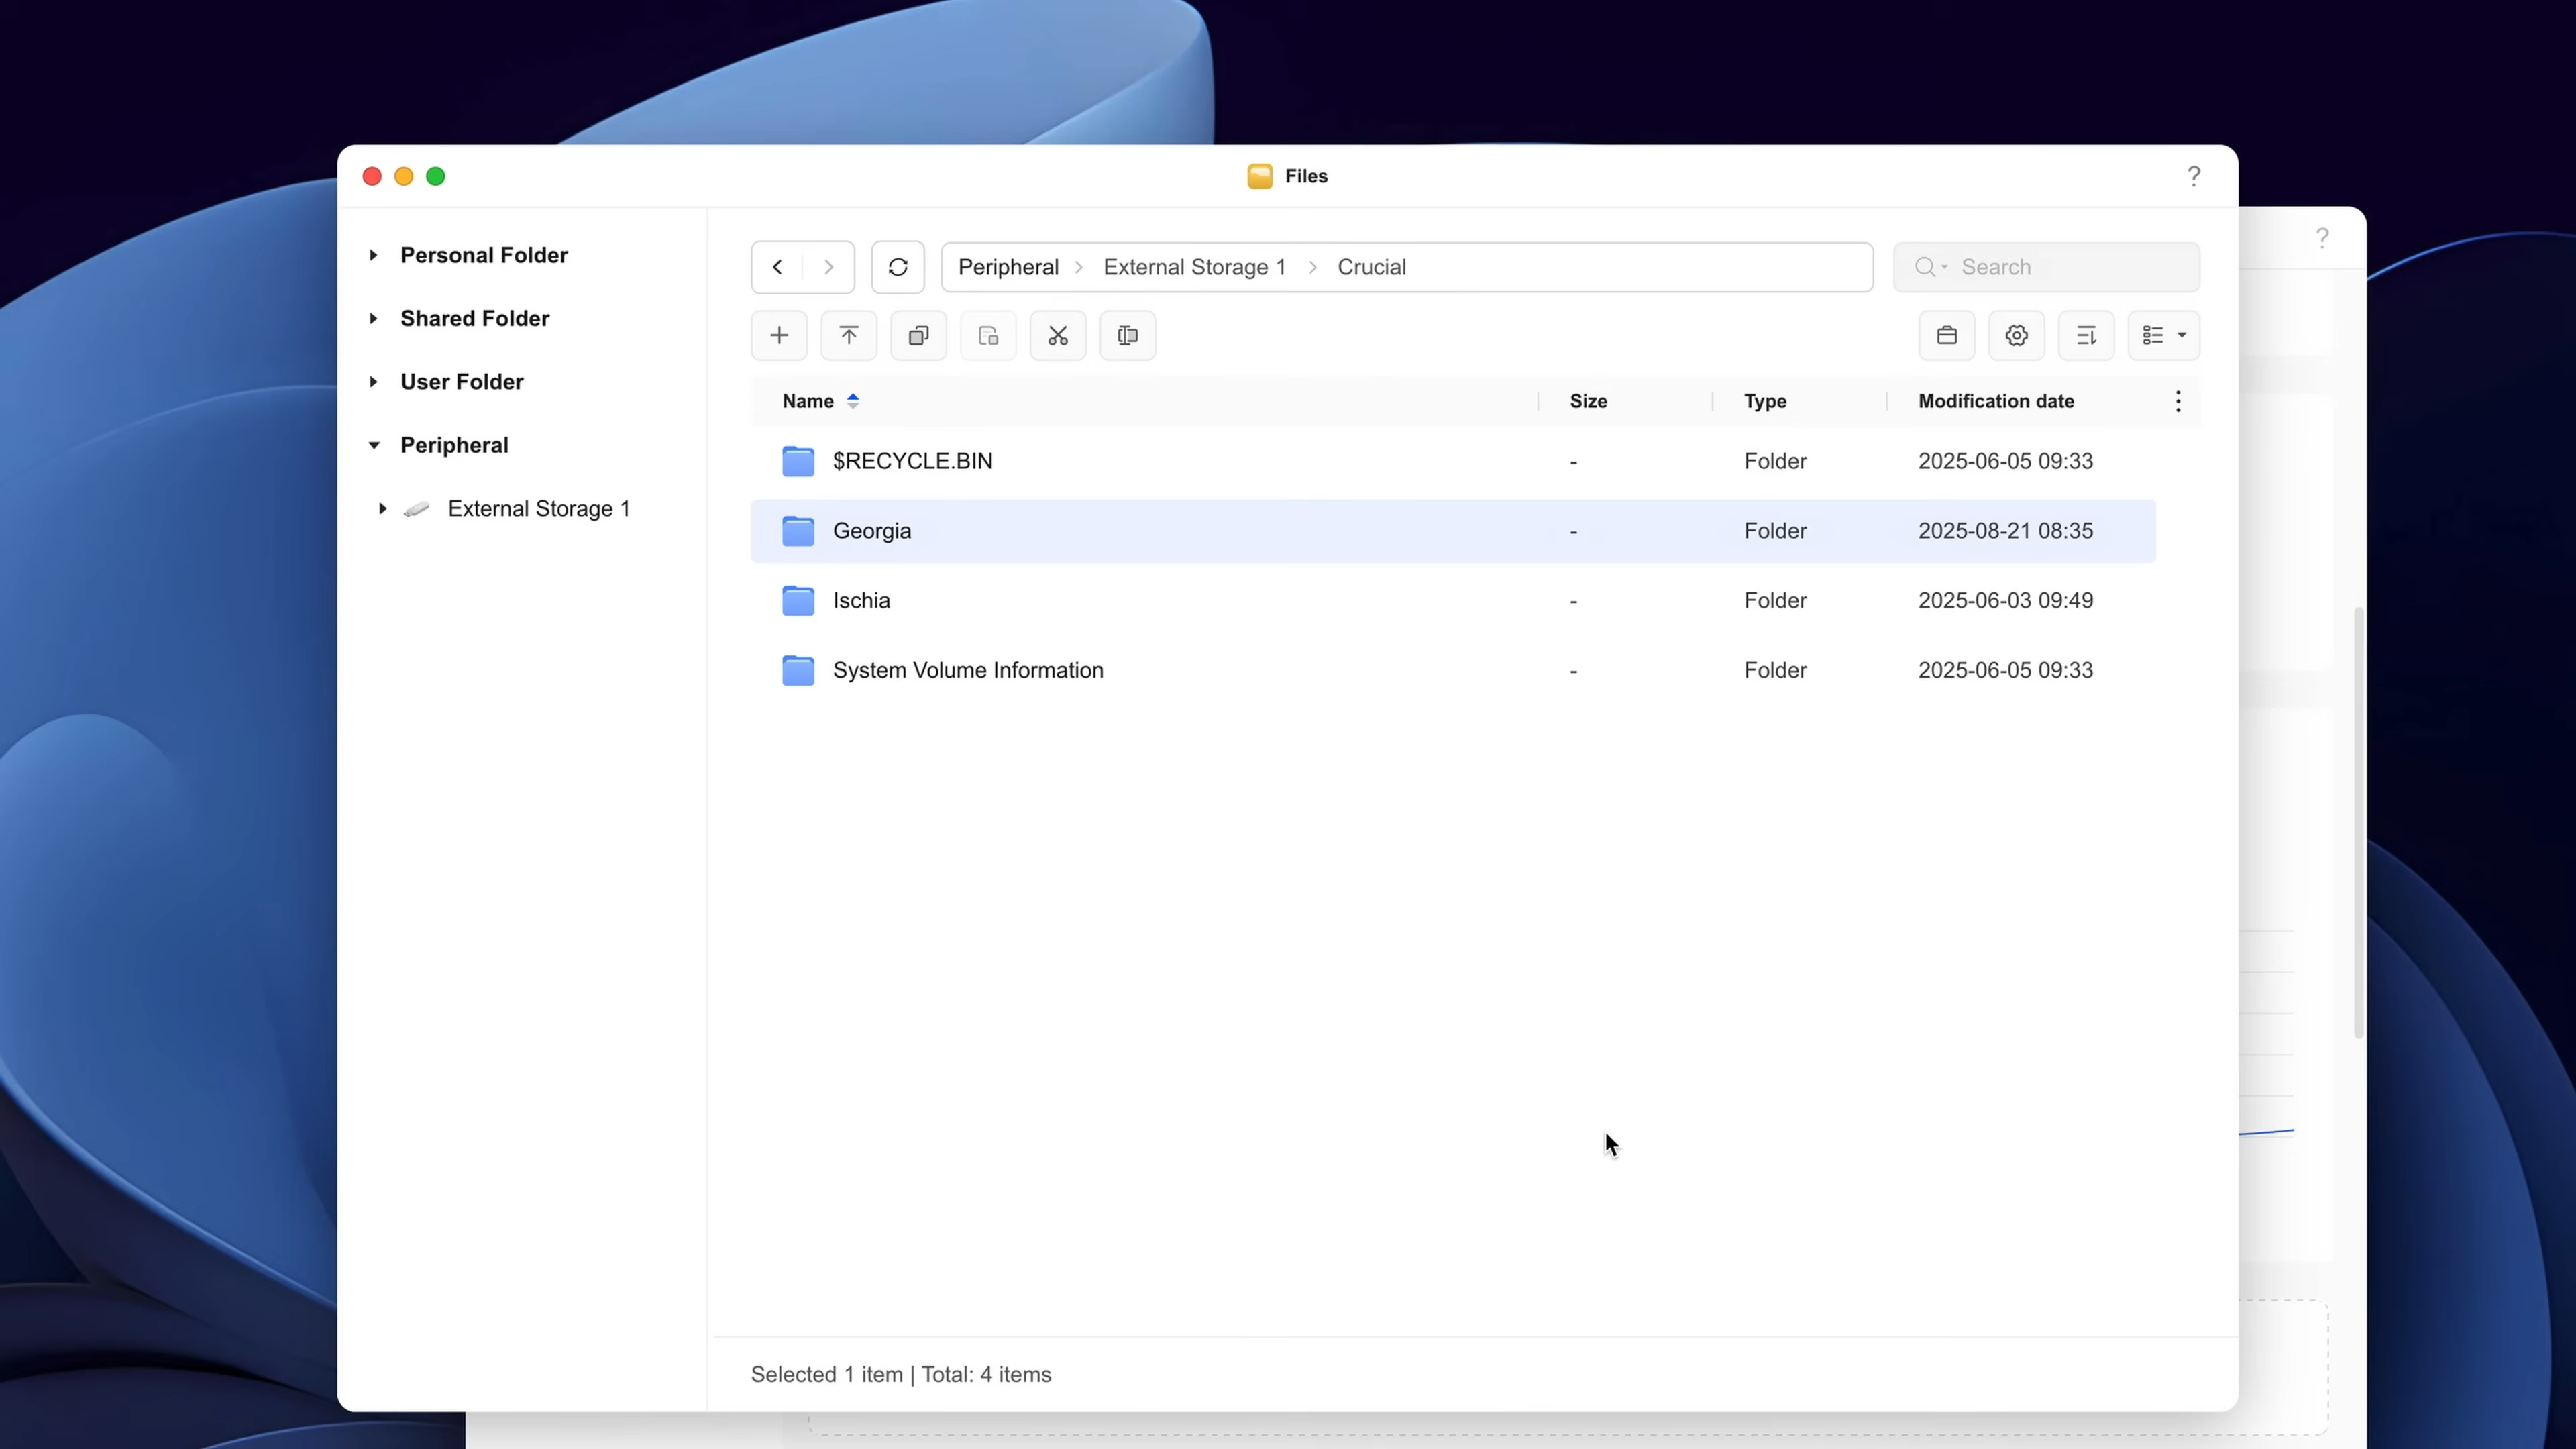 Files
?
?
Personal Folder
Shared Folder
User Folder
Peripheral
External Storage 1
Peripheral > External Storage 1 > Crucial
Search
Name Size Type Modification date
$RECYCLE.BIN - Folder 2025-06-05 09:33
Georgia - Folder 2025-08-21 08:35
Ischia - Folder 2025-06-03 09:49
System Volume Information - Folder 2025-06-05 09:33
Selected 1 item | Total: 4 items